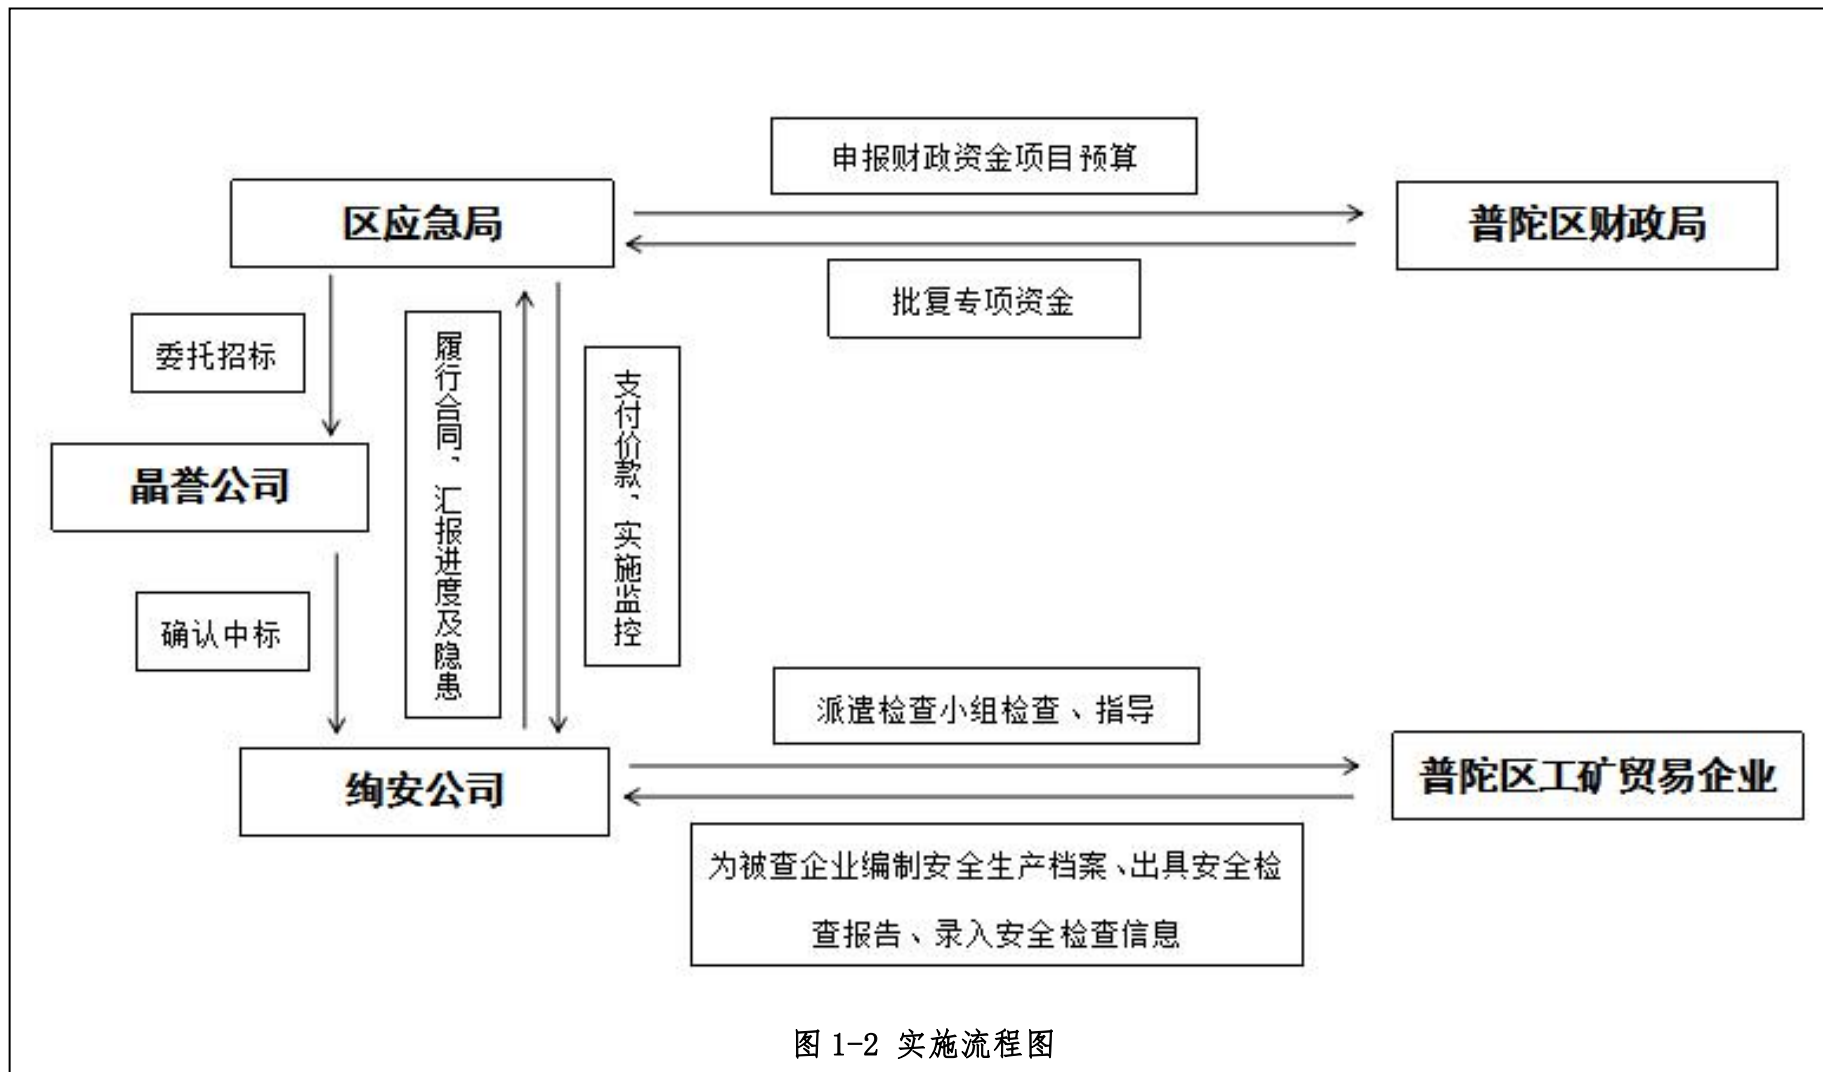 申报财政资金项目预算
区应急局
普陀区财政局
批复专项资金
委托招标
履行合同，汇报进度及隐患
支付价款、实施监控
晶誉公司
确认中标
派遣检查小组检查、指导
绚安公司
普陀区工矿贸易企业
为被查企业编制安全生产档案、出具安全检
查报告、录入安全检查信息
图 1-2 实施流程图